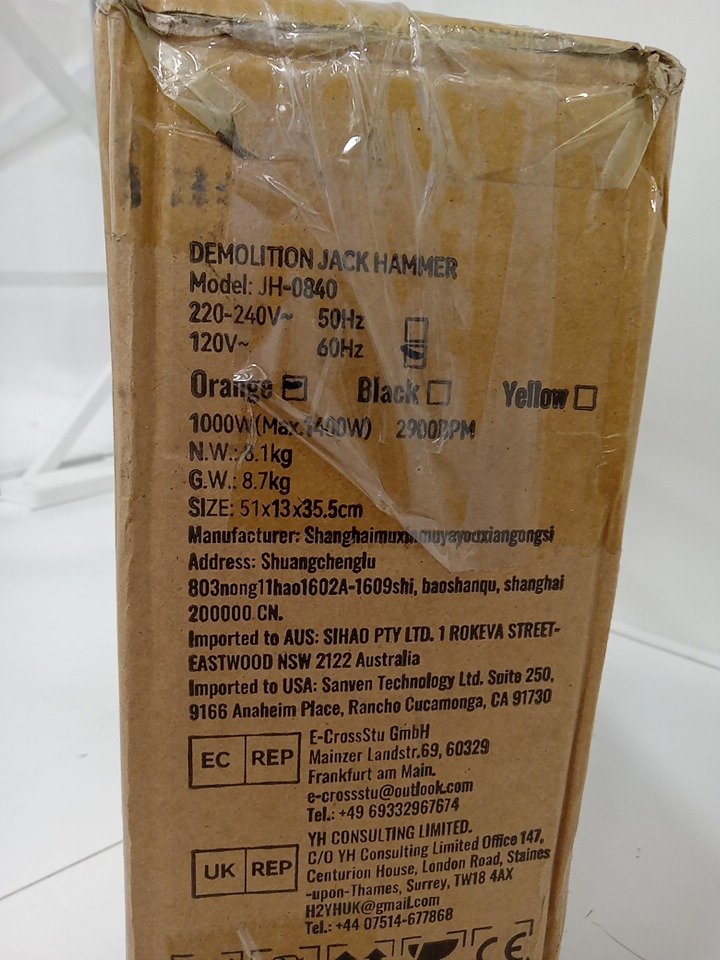 DEMOLITION JACK HAMMER
Model: JH-0840
220-240V~ 50Hz
120V~ 60Hz
Orange Black Yellow
1000W(Max.1400W) 2900BPM
N.W.: 8.1kg
G.W.: 8.7kg
SIZE: 51x13x35.5cm
Manufacturer: Shanghaimuxinmuyeyouxiangongsi
Address: Shuangchenglu
803nong11hao1602A-1609shi, baoshanqu, shanghai
200000 CN.
Imported to AUS: SIHAO PTY LTD. 1 ROKEVA STREET-
EASTWOOD NSW 2122 Australia
Imported to USA: Sanven Technology Ltd. Suite 250,
9166 Anaheim Place, Rancho Cucamonga, CA 91730
EC REP
E-CrossStu GmbH
Mainzer Landstr.69, 60329
Frankfurt am Main.
e-crossstu@outlook.com
Tel.: +49 69332967674
UK REP
YH CONSULTING LIMITED.
C/O YH Consulting Limited Office 147,
Centurion House, London Road, Staines
-upon-Thames, Surrey, TW18 4AX
H2YHUK@gmail.com
Tel.: +44 07514-677868
CE